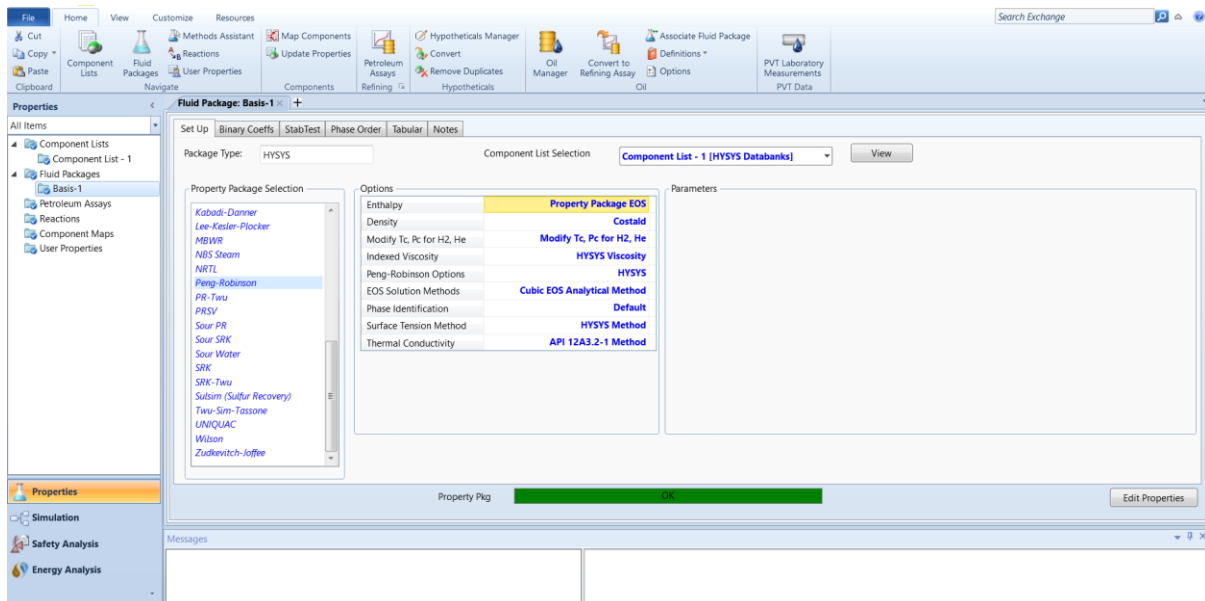 File Home View Customize Resources Search Exchange
Cut
Copy
Paste
Clipboard
Component Lists
Fluid Packages
Methods Assistant
Reactions
User Properties
Navigate
Map Components
Update Properties
Components
Petroleum Assays
Refining
Hypotheticals Manager
Convert
Remove Duplicates
Hypotheticals
Oil Manager
Convert to Refining Assay
Associate Fluid Package
Definitions
Options
Oil
PVT Laboratory Measurements
PVT Data
Properties
All Items
Component Lists
Component List - 1
Fluid Packages
Basis-1
Petroleum Assays
Reactions
Component Maps
User Properties
Properties
Simulation
Safety Analysis
Energy Analysis
Fluid Package: Basis-1
Set Up Binary Coeffs StabTest Phase Order Tabular Notes
Package Type: HYSYS Component List Selection Component List - 1 [HYSYS Databanks] View
Property Package Selection
Kabadi-Danner
Lee-Kesler-Plocker
MBWR
NBS Steam
NRTL
Peng-Robinson
PR-Twu
PRSV
Sour PR
Sour SRK
Sour Water
SRK
SRK-Twu
Sulsim (Sulfur Recovery)
Twu-Sim-Tassone
UNIQUAC
Wilson
Zudkevitch-Joffee
Options
Enthalpy Property Package EOS
Density Costald
Modify Tc, Pc for H2, He Modify Tc, Pc for H2, He
Indexed Viscosity HYSYS Viscosity
Peng-Robinson Options HYSYS
EOS Solution Methods Cubic EOS Analytical Method
Phase Identification Default
Surface Tension Method HYSYS Method
Thermal Conductivity API 12A3.2-1 Method
Parameters
Property Pkg OK Edit Properties
Messages